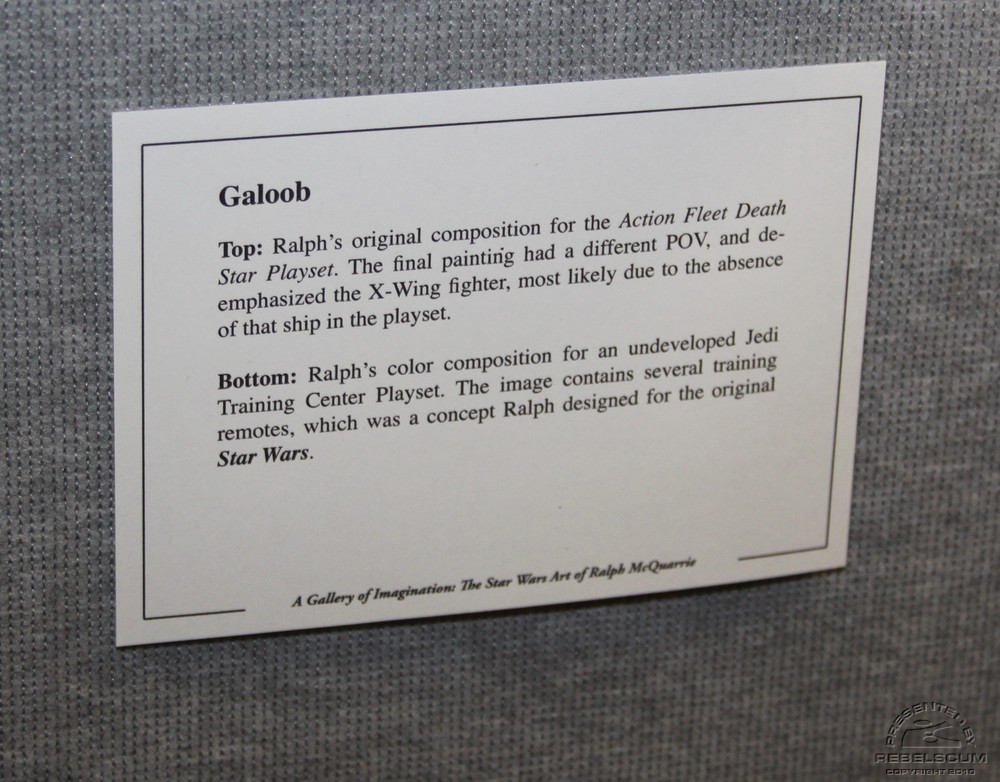 Galoob
Top: Ralph's original composition for the Action Fleet Death
Star Playset. The final painting had a different POV, and de-
emphasized the X-Wing fighter, most likely due to the absence
of that ship in the playset.
Bottom: Ralph's color composition for an undeveloped Jedi
Training Center Playset. The image contains several training
remotes, which was a concept Ralph designed for the original
Star Wars.
A Gallery of Imagination: The Star Wars Art of Ralph McQuarrie
PRESENTED BY
REBELSCUM
COPYRIGHT 2010